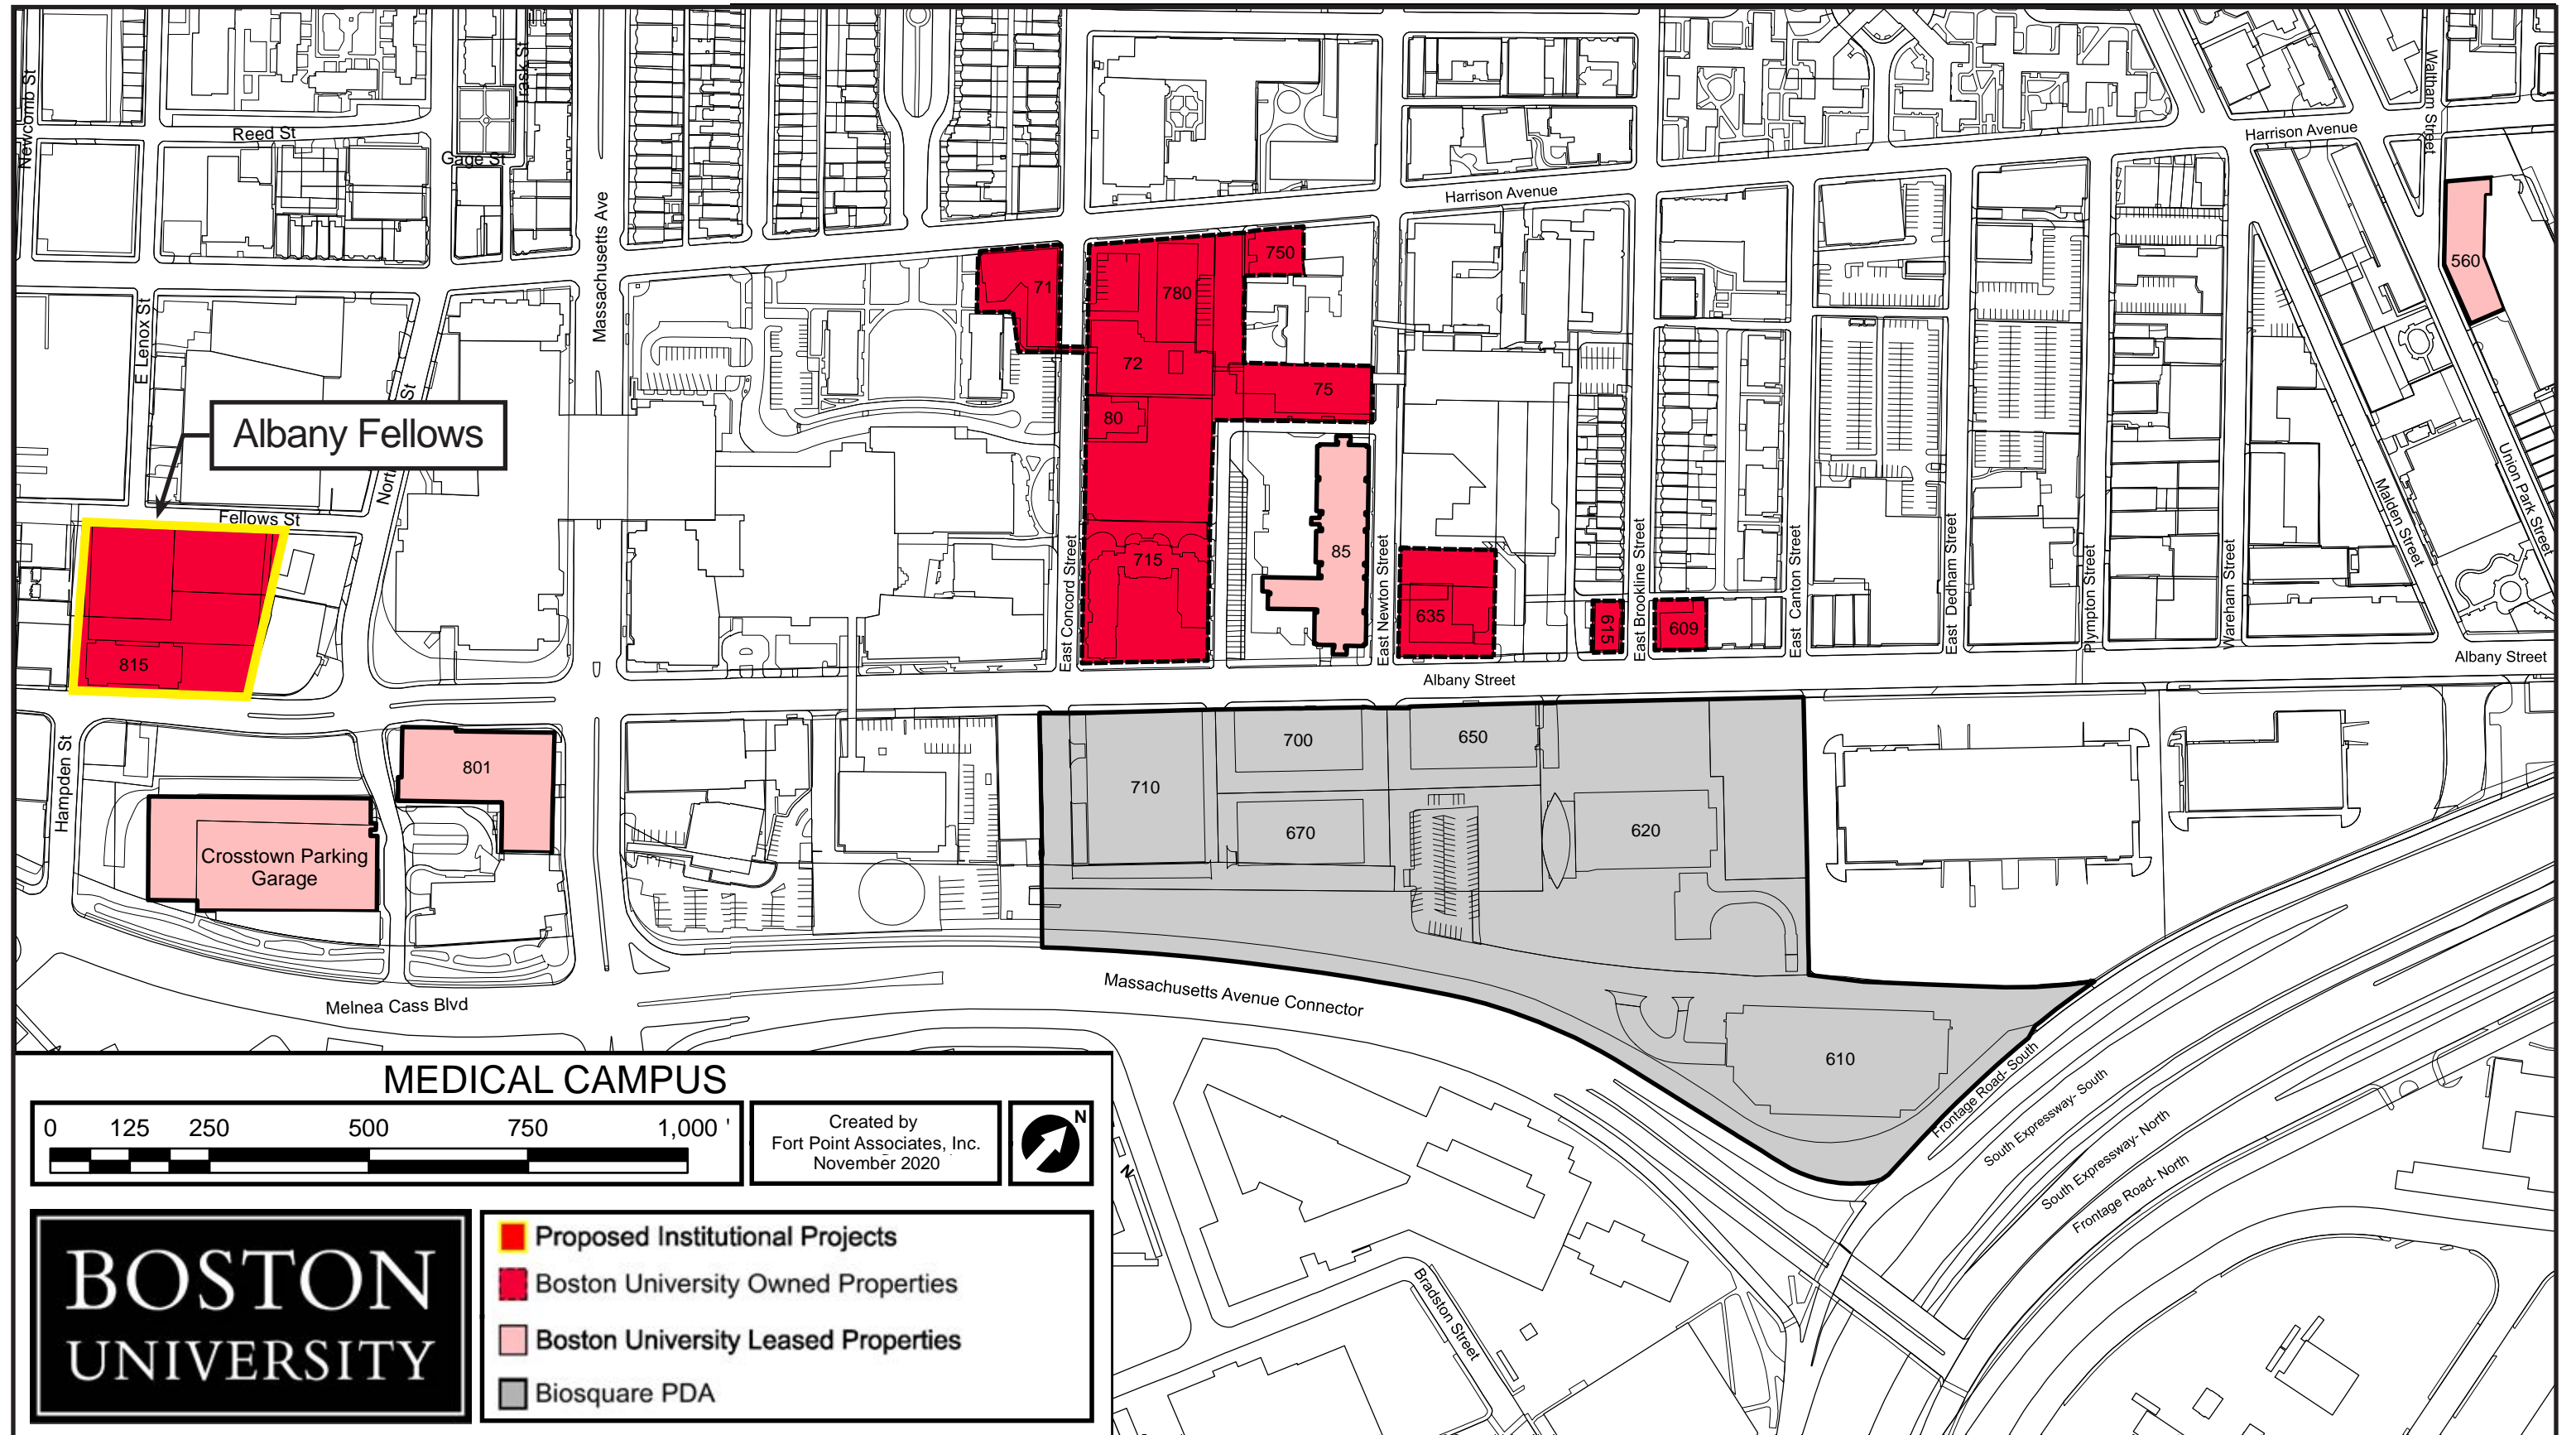 Newcomb St
Reed St
Gage St
Trask St
Massachusetts Ave
E Lenox St
St
Albany Fellows
Fellows St
815
Harrison Avenue
Harrison Avenue
Waltham Street
560
71
780
750
72
75
80
715
85
635
615
609
East Concord Street
East Newton Street
East Brookline Street
East Canton Street
East Dedham Street
Plympton Street
Wareham Street
Malden Street
Union Park Street
Albany Street
Albany Street
Hampden St
801
Crosstown Parking
Garage
710
700
650
670
620
610
Melnea Cass Blvd
Massachusetts Avenue Connector
Frontage Road- South
South Expressway- South
South Expressway- North
Frontage Road- North
Bradston Street
MEDICAL CAMPUS
0 125 250 500 750 1,000 '
Created by
Fort Point Associates, Inc.
November 2020
N
N
BOSTON
UNIVERSITY
Proposed Institutional Projects
Boston University Owned Properties
Boston University Leased Properties
Biosquare PDA